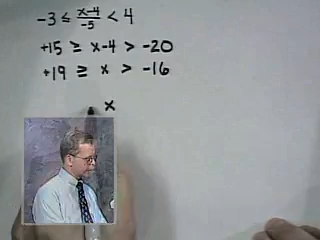 -3 ≤ x-4/-5 < 4
+15 ≥ x-4 > -20
+19 ≥ x > -16
x